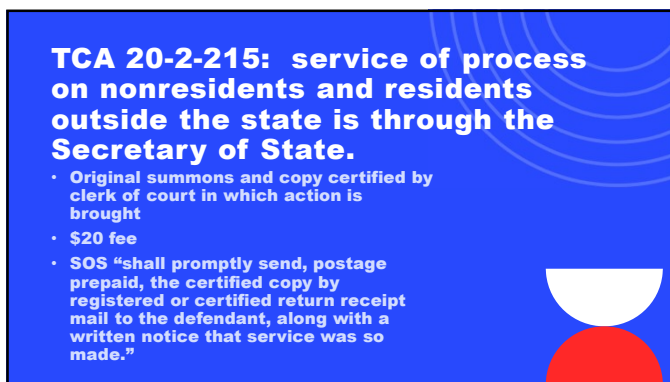 TCA 20-2-215:  service of process
on nonresidents and residents
outside the state is through the
Secretary of State.
• Original summons and copy certified by
clerk of court in which action is
brought
• $20 fee
• SOS “shall promptly send, postage
prepaid, the certified copy by
registered or certified return receipt
mail to the defendant, along with a
written notice that service was so
made.”